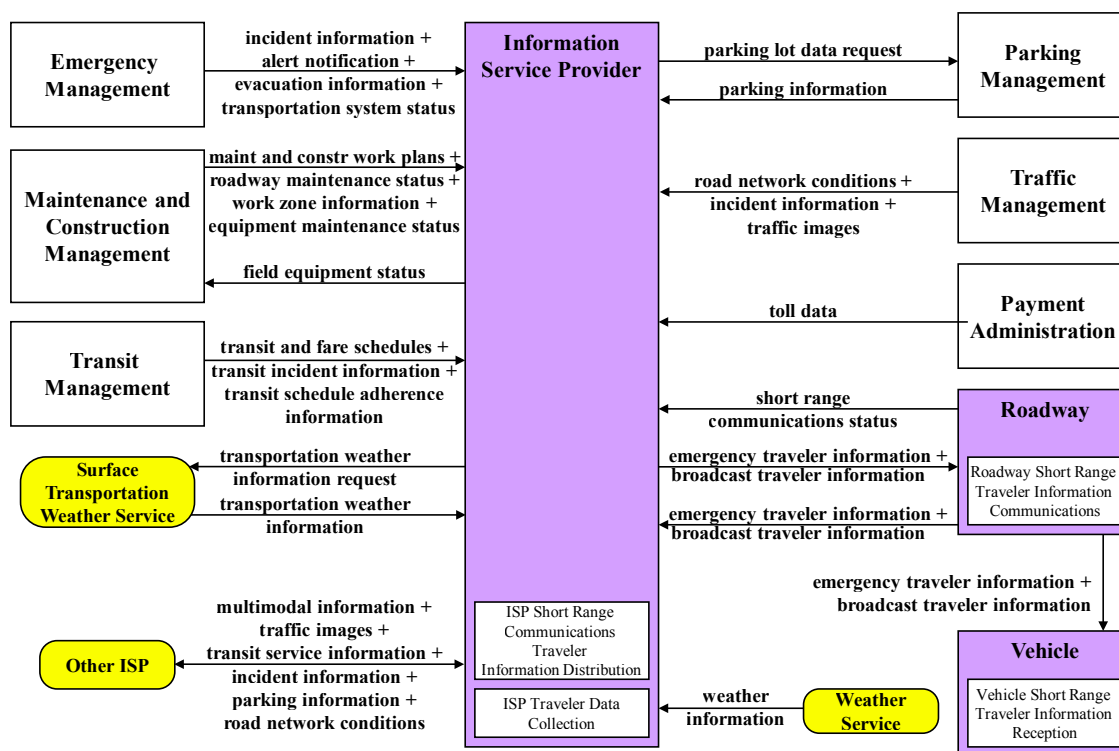 Emergency
Management
incident information +
alert notification +
evacuation information +
transportation system status
Maintenance and
Construction
Management
maint and constr work plans +
roadway maintenance status +
work zone information +
equipment maintenance status
field equipment status
Transit
Management
transit and fare schedules +
transit incident information +
transit schedule adherence
information
Surface
Transportation
Weather Service
transportation weather
information request
transportation weather
information
Other ISP
multimodal information +
traffic images +
transit service information +
incident information +
parking information +
road network conditions
Information
Service Provider
ISP Short Range
Communications
Traveler
Information Distribution
ISP Traveler Data
Collection
parking lot data request
parking information
Parking
Management
road network conditions +
incident information +
traffic images
Traffic
Management
toll data
Payment
Administration
short range
communications status
emergency traveler information +
broadcast traveler information
emergency traveler information +
broadcast traveler information
Roadway
Roadway Short Range
Traveler Information
Communications
emergency traveler information +
broadcast traveler information
weather
information
Weather
Service
Vehicle
Vehicle Short Range
Traveler Information
Reception